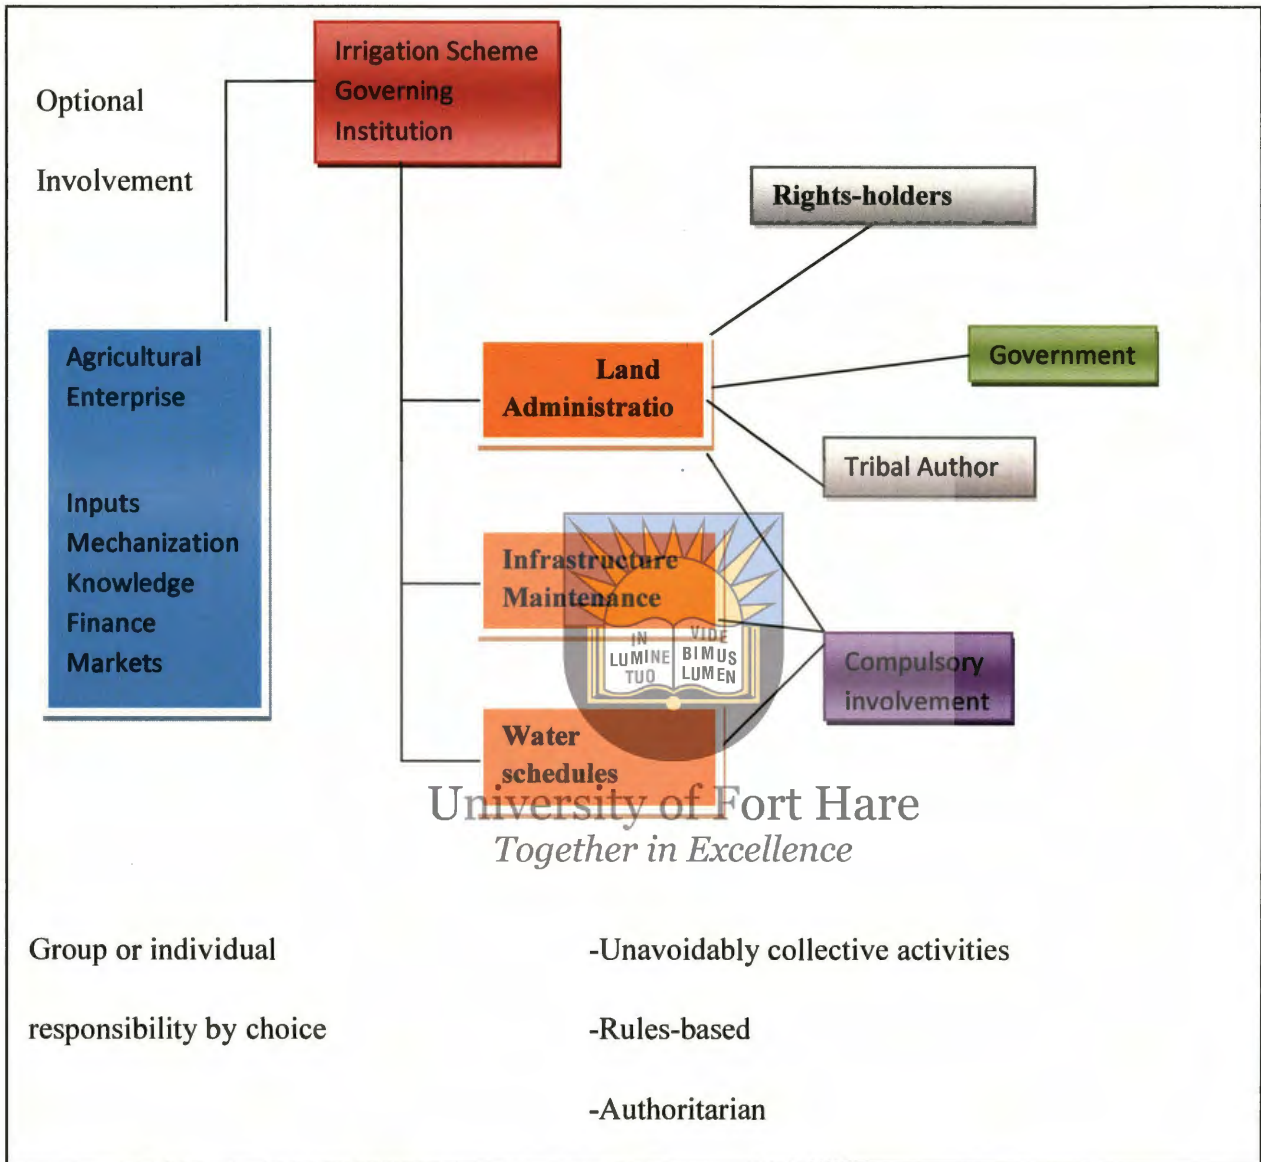 Optional
Involvement
Irrigation Scheme
Governing
Institution
Rights-holders
Government
Tribal Author
Agricultural
Enterprise
Inputs
Mechanization
Knowledge
Finance
Markets
Land
Administratio
Infrastructure
Maintenance
Water
schedules
Compulsory
involvement
IN
LUMINE
TUO
VIDE
BIMUS
LUMEN
University of Fort Hare
Together in Excellence
Group or individual
responsibility by choice
-Unavoidably collective activities
-Rules-based
-Authoritarian